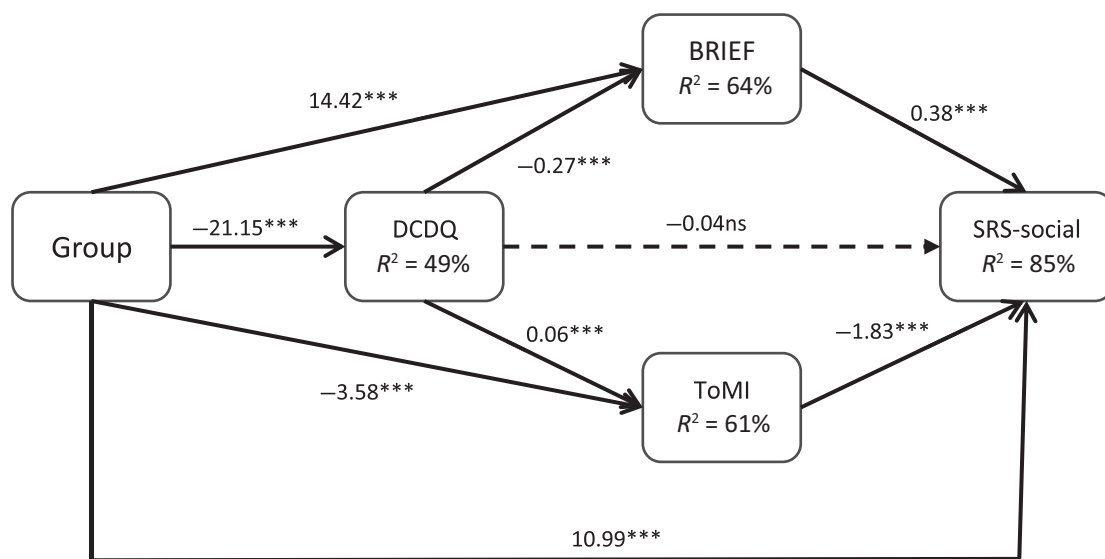 BRIEF
R² = 64%
14.42***
0.38***
−0.27***
Group
−21.15***
DCDQ
R² = 49%
−0.04ns
SRS-social
R² = 85%
0.06***
−1.83***
−3.58***
ToMI
R² = 61%
10.99***